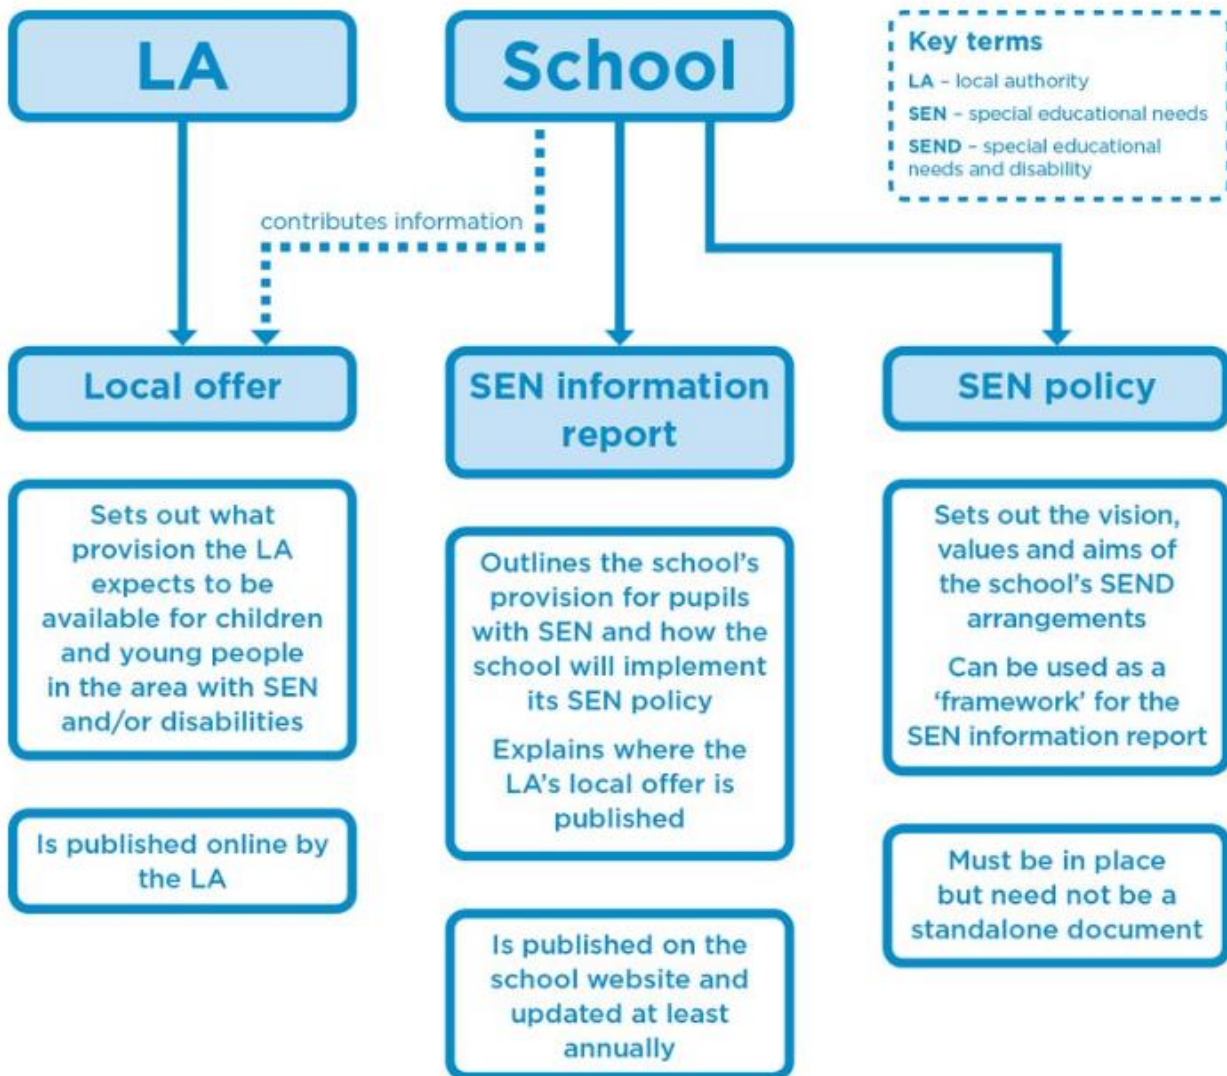 LA
School
Key terms
LA – local authority
SEN – special educational needs
SEND – special educational
needs and disability
contributes information
Local offer
Sets out what
provision the LA
expects to be
available for children
and young people
in the area with SEN
and/or disabilities
Is published online by
the LA
SEN information
report
Outlines the school's
provision for pupils
with SEN and how the
school will implement
its SEN policy
Explains where the
LA's local offer is
published
Is published on the
school website and
updated at least
annually
SEN policy
Sets out the vision,
values and aims of
the school's SEND
arrangements
Can be used as a
‘framework’ for the
SEN information report
Must be in place
but need not be a
standalone document